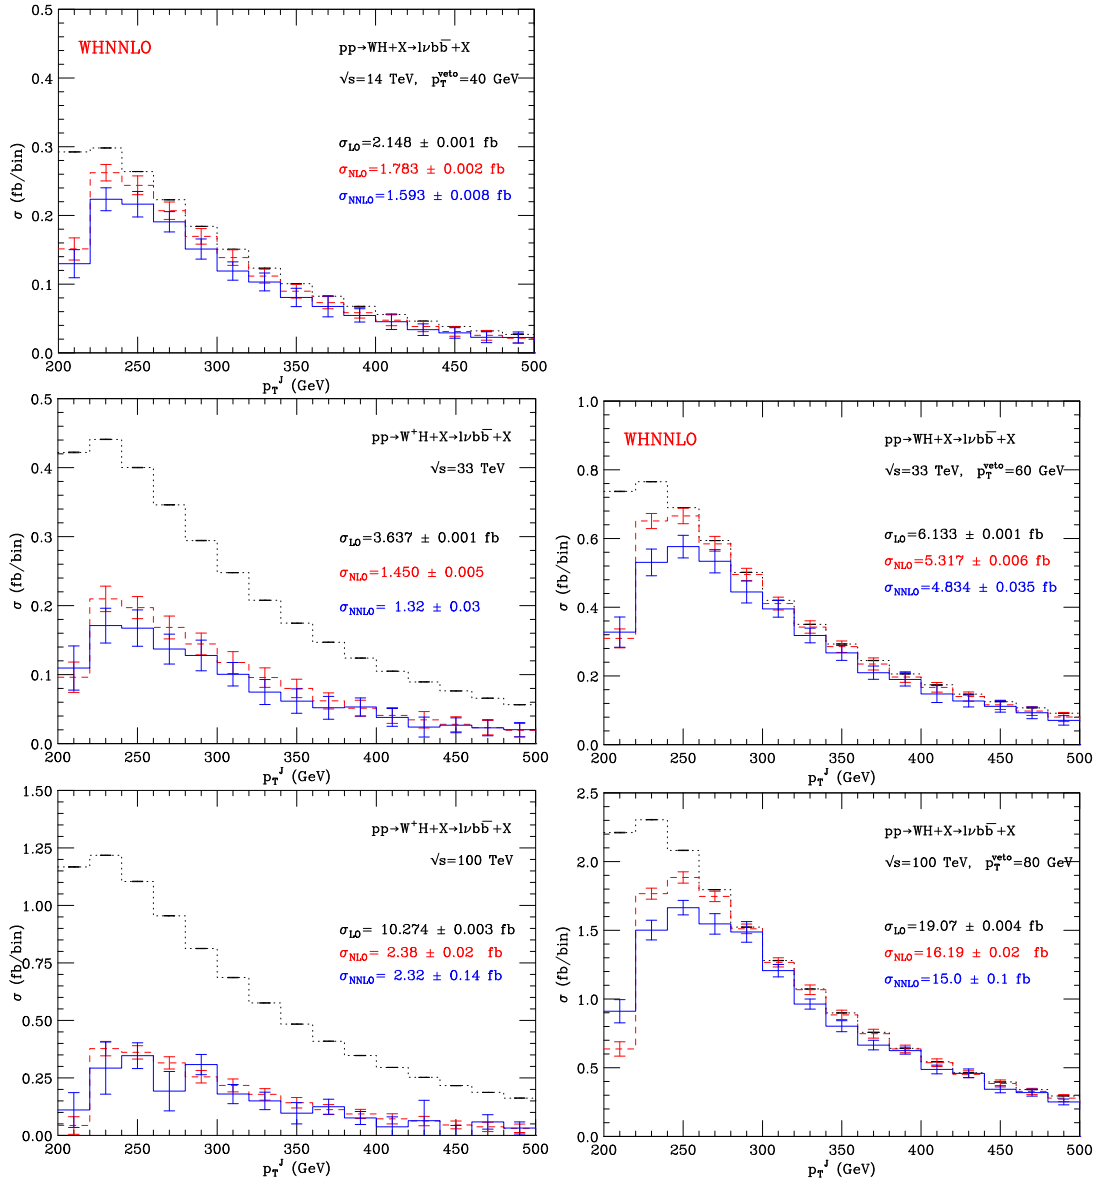 WHNNLO
pp→WH+X→lνbb̅+X
√s=14 TeV, p_T^veto=40 GeV
σ_LO=2.148 ± 0.001 fb
σ_NLO=1.783 ± 0.002 fb
σ_NNLO=1.593 ± 0.008 fb
σ (fb/bin)
0.5
0.4
0.3
0.2
0.1
0.0
200 250 300 350 400 450 500
p_T^J (GeV)
pp→W⁺H+X→lνbb̅+X
√s=33 TeV
σ_LO=3.637 ± 0.001 fb
σ_NLO=1.450 ± 0.005
σ_NNLO= 1.32 ± 0.03
σ (fb/bin)
0.5
0.4
0.3
0.2
0.1
0.0
200 250 300 350 400 450 500
p_T^J (GeV)
WHNNLO
pp→WH+X→lνbb̅+X
√s=33 TeV, p_T^veto=60 GeV
σ_LO=6.133 ± 0.001 fb
σ_NLO=5.317 ± 0.006 fb
σ_NNLO=4.834 ± 0.035 fb
σ (fb/bin)
1.0
0.8
0.6
0.4
0.2
0.0
200 250 300 350 400 450 500
p_T^J (GeV)
pp→W⁺H+X→lνbb̅+X
√s=100 TeV
σ_LO= 10.274 ± 0.003 fb
σ_NLO= 2.38 ± 0.02 fb
σ_NNLO= 2.32 ± 0.14 fb
σ (fb/bin)
1.50
1.25
1.00
0.75
0.50
0.25
0.00
200 250 300 350 400 450 500
p_T^J (GeV)
pp→WH+X→lνbb̅+X
√s=100 TeV, p_T^veto=80 GeV
σ_LO=19.07 ± 0.004 fb
σ_NLO=16.19 ± 0.02 fb
σ_NNLO=15.0 ± 0.1 fb
σ (fb/bin)
2.5
2.0
1.5
1.0
0.5
0.0
200 250 300 350 400 450 500
p_T^J (GeV)